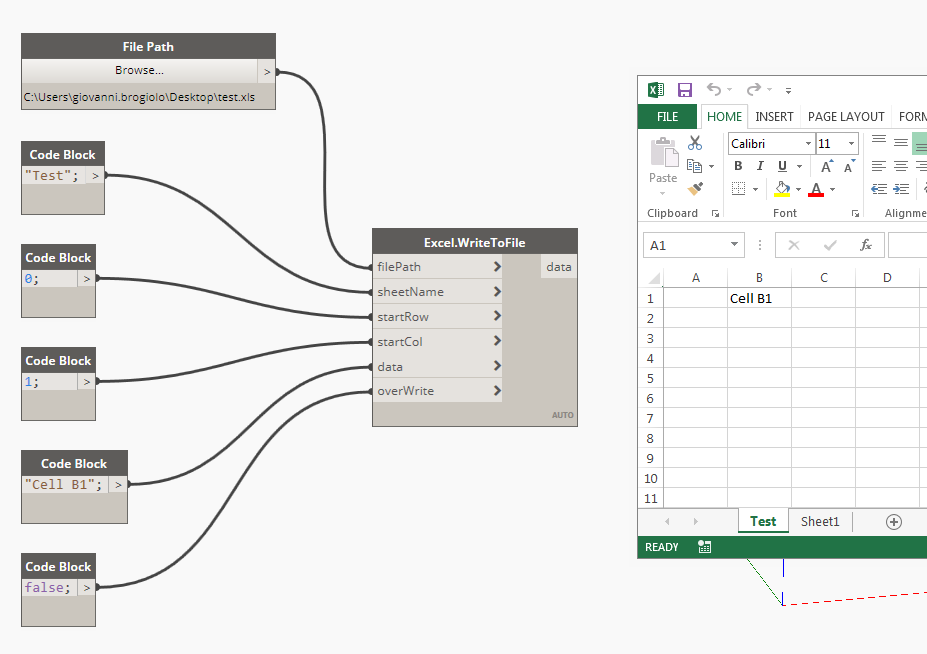 File Path
Browse...
>
C:\Users\giovanni.brogiolo\Desktop\test.xls
Code Block
"Test"; >
Code Block
0; >
Code Block
1; >
Code Block
"Cell B1"; >
Code Block
false; >
Excel.WriteToFile
filePath > data
sheetName >
startRow >
startCol >
data >
overWrite >
AUTO
FILE HOME INSERT PAGE LAYOUT FORM
Calibri 11
Paste
B I U A A
A
Clipboard Font Alignme
A1 fx
A B C D
1 Cell B1
2
3
4
5
6
7
8
9
10
11
Test Sheet1
READY